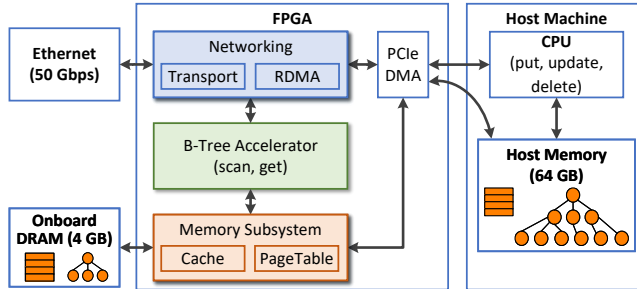 FPGA
Host Machine
Ethernet
(50 Gbps)
Networking
Transport
RDMA
PCIe
DMA
CPU
(put, update,
delete)
B-Tree Accelerator
(scan, get)
Host Memory
(64 GB)
Onboard
DRAM (4 GB)
Memory Subsystem
Cache
PageTable